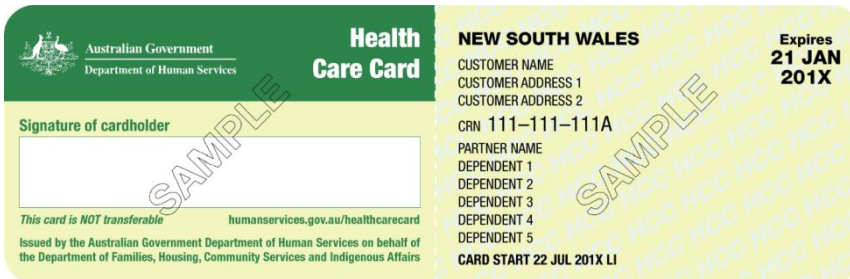 Australian Government
Department of Human Services
Health
Care Card
Signature of cardholder
SAMPLE
This card is NOT transferable humanservices.gov.au/healthcarecard
Issued by the Australian Government Department of Human Services on behalf of
the Department of Families, Housing, Community Services and Indigenous Affairs
NEW SOUTH WALES
CUSTOMER NAME
CUSTOMER ADDRESS 1
CUSTOMER ADDRESS 2
CRN 111–111–111A
PARTNER NAME
DEPENDENT 1
DEPENDENT 2
DEPENDENT 3
DEPENDENT 4
DEPENDENT 5
CARD START 22 JUL 201X LI
Expires
21 JAN
201X
SAMPLE
HCC HCC HCC